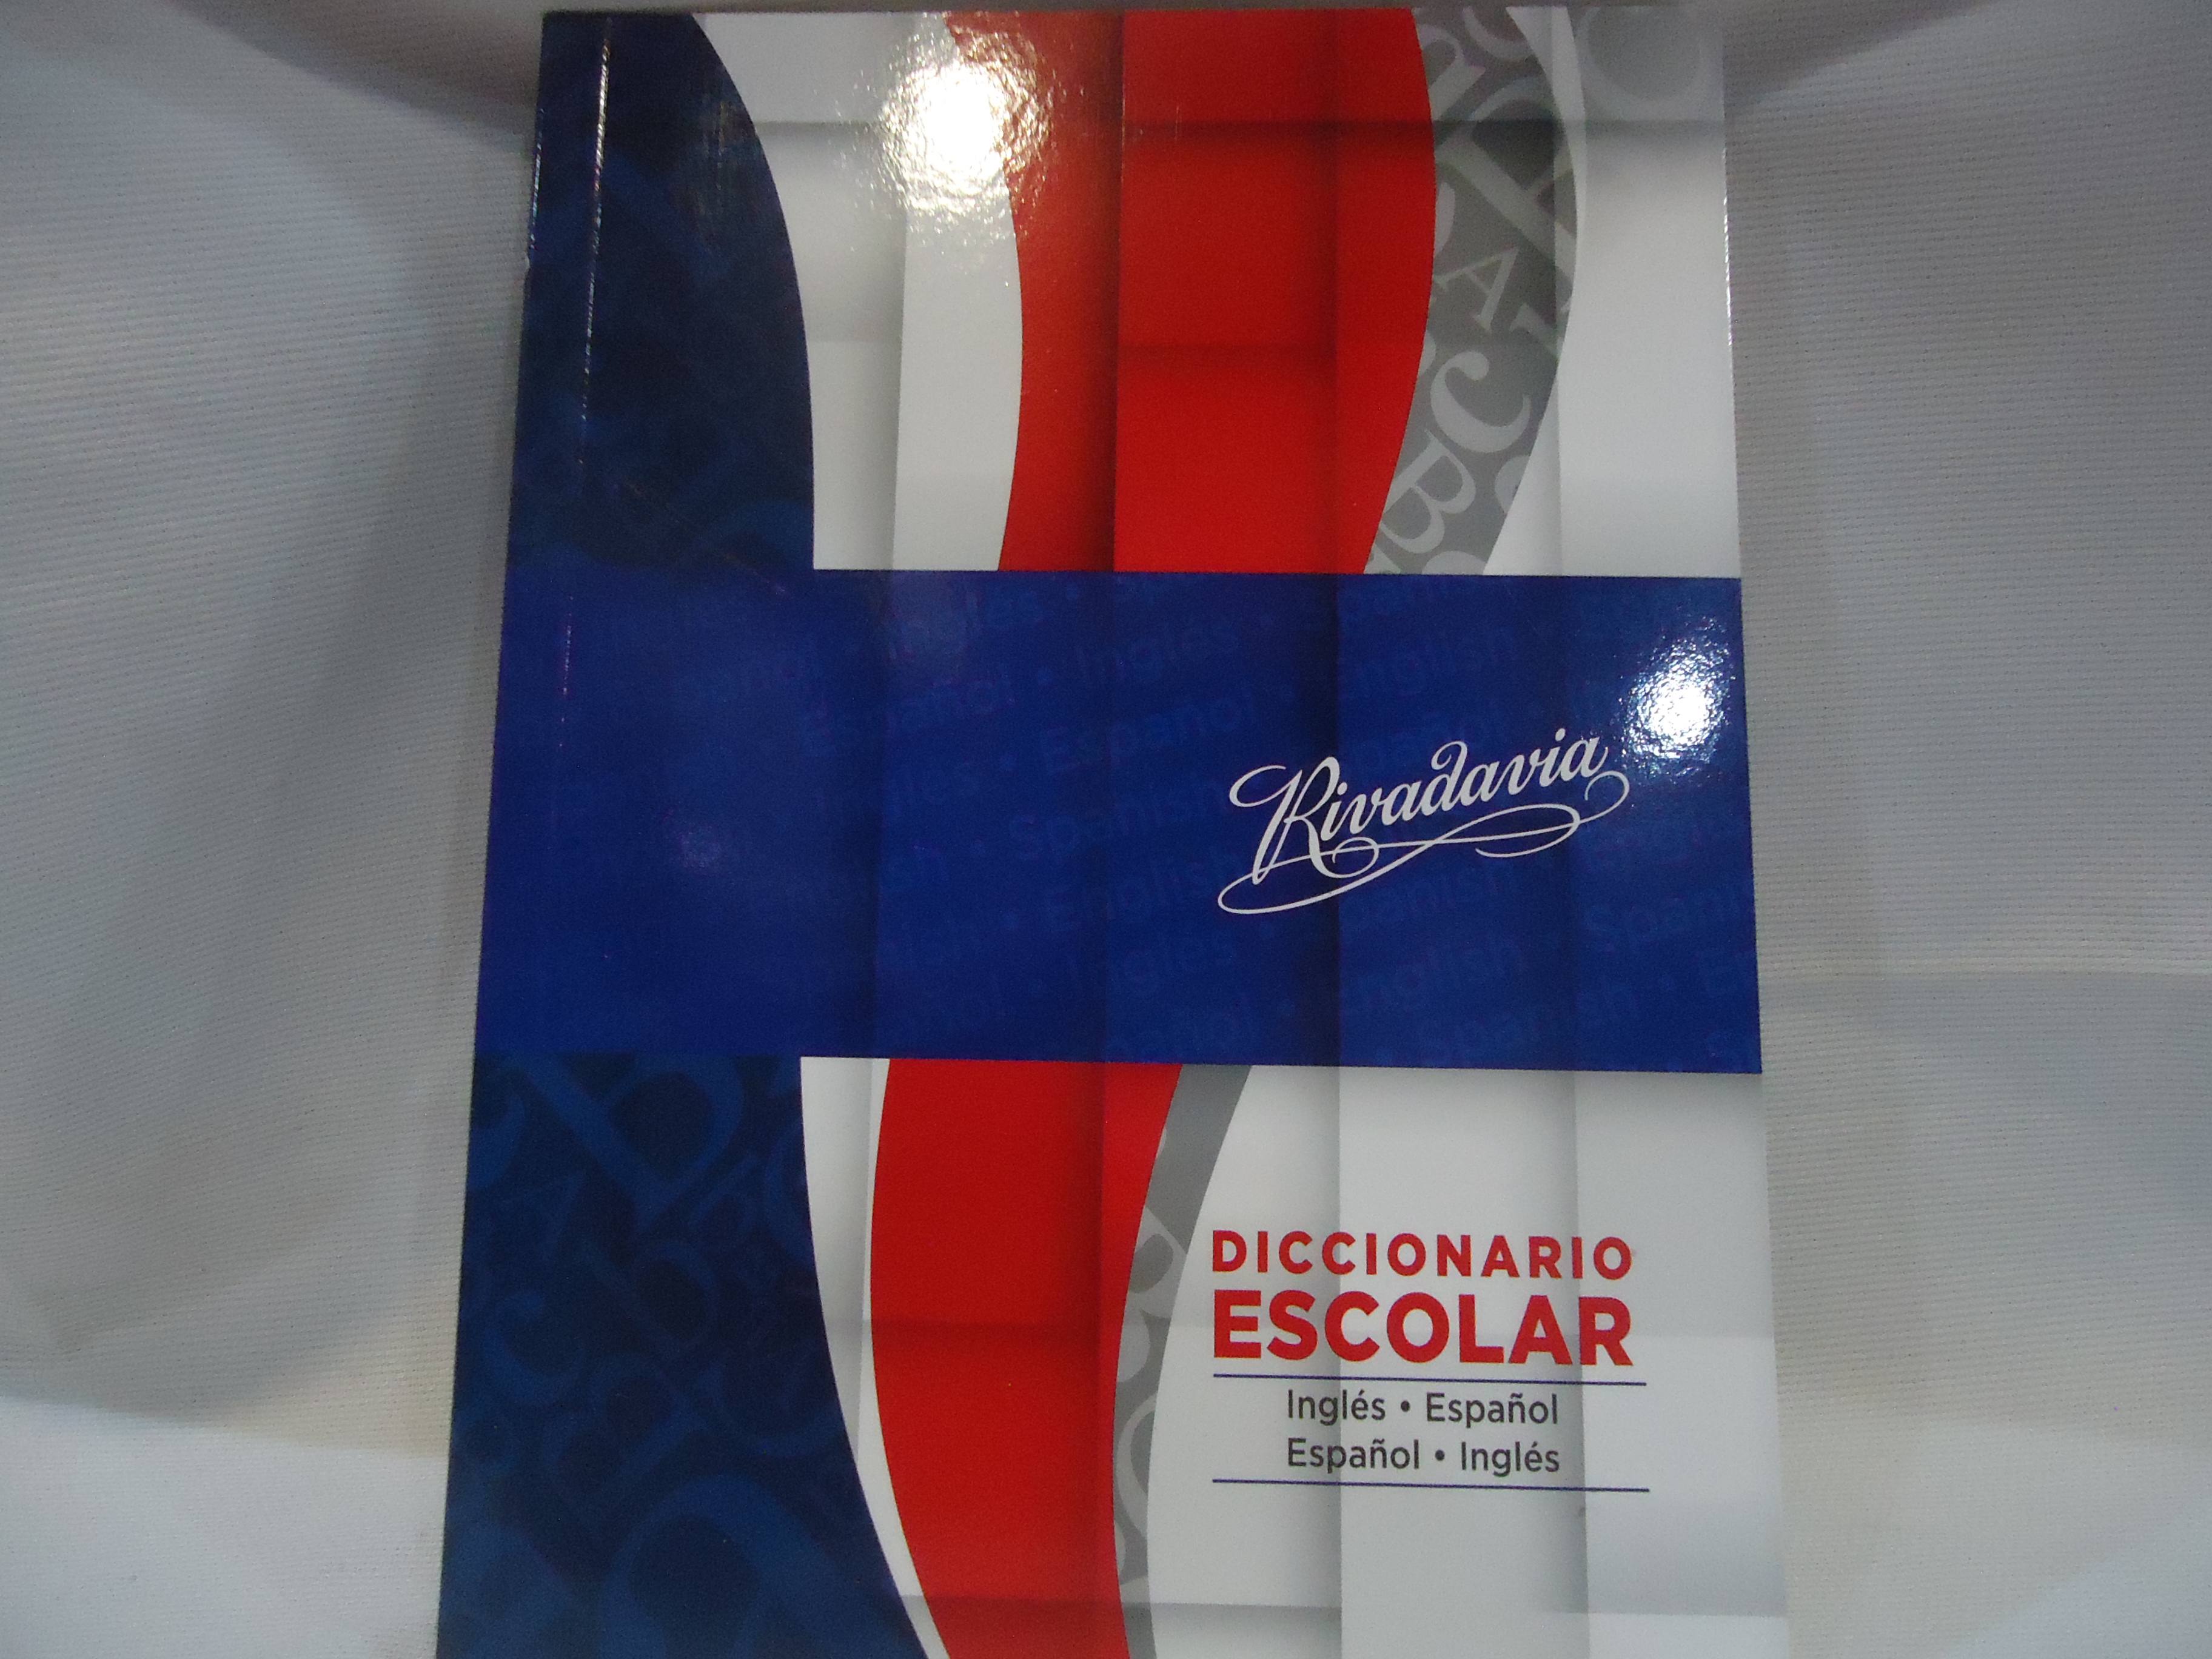 Rivadavia
DICCIONARIO
ESCOLAR
Inglés • Español
Español • Inglés